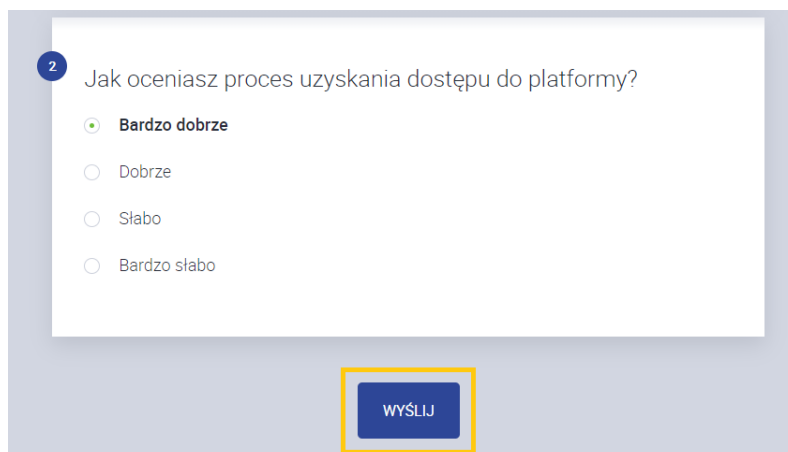 2
Jak oceniasz proces uzyskania dostępu do platformy?
Bardzo dobrze
Dobrze
Słabo
Bardzo słabo
WYŚLIJ